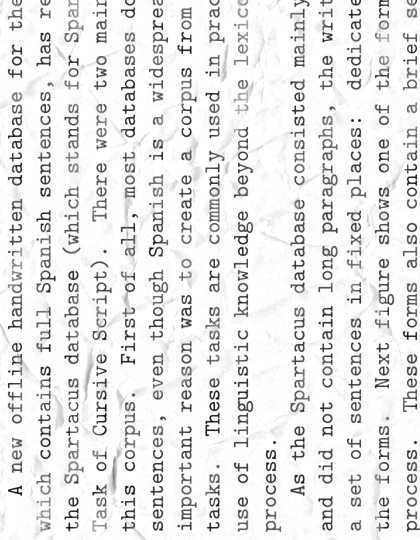 A new offline handwritten database for the
which contains full Spanish sentences, has re
the Spartacus database (which stands for Span
Task of Cursive Script). There were two main
this corpus. First of all, most databases do
sentences, even though Spanish is a widesprea
important reason was to create a corpus from
tasks. These tasks are commonly used in prac
use of linguistic knowledge beyond the lexico
process.
As the Spartacus database consisted mainly
and did not contain long paragraphs, the writ
a set of sentences in fixed places: dedicate
the forms. Next figure shows one of the form
process. These forms also contain a brief se